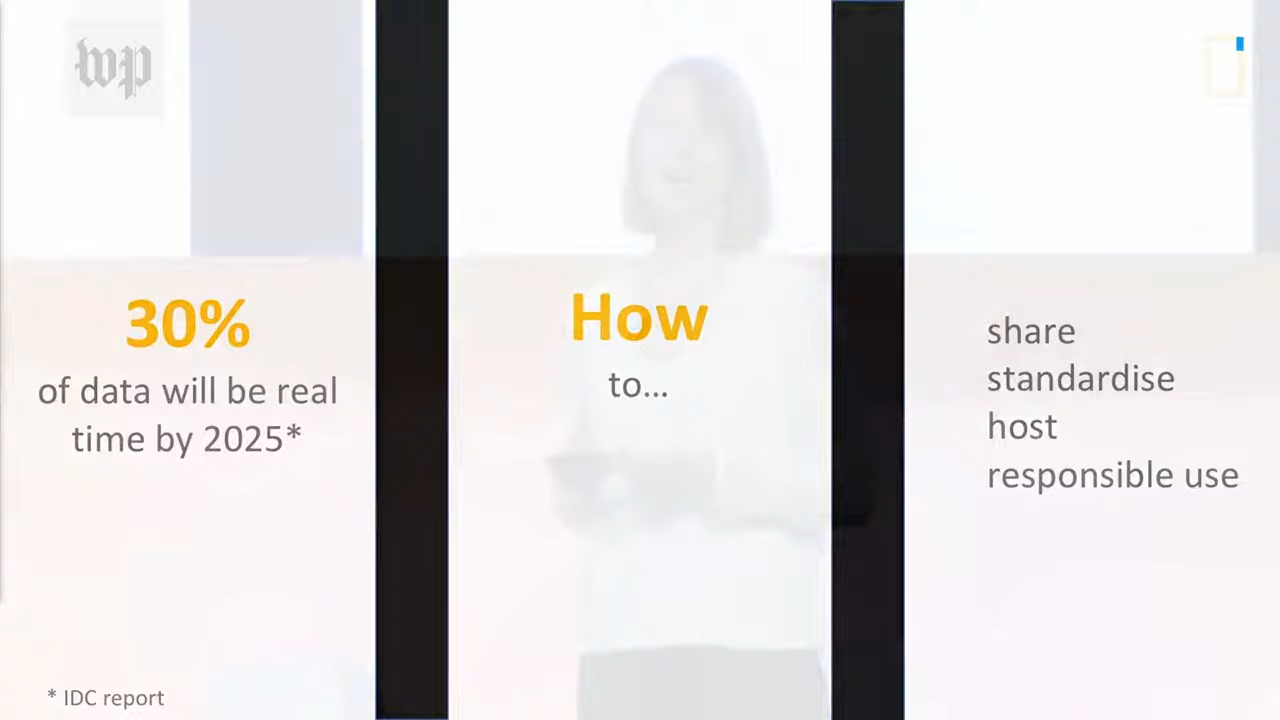 wp
30%
of data will be real
time by 2025*
How
to...
share
standardise
host
responsible use
* IDC report